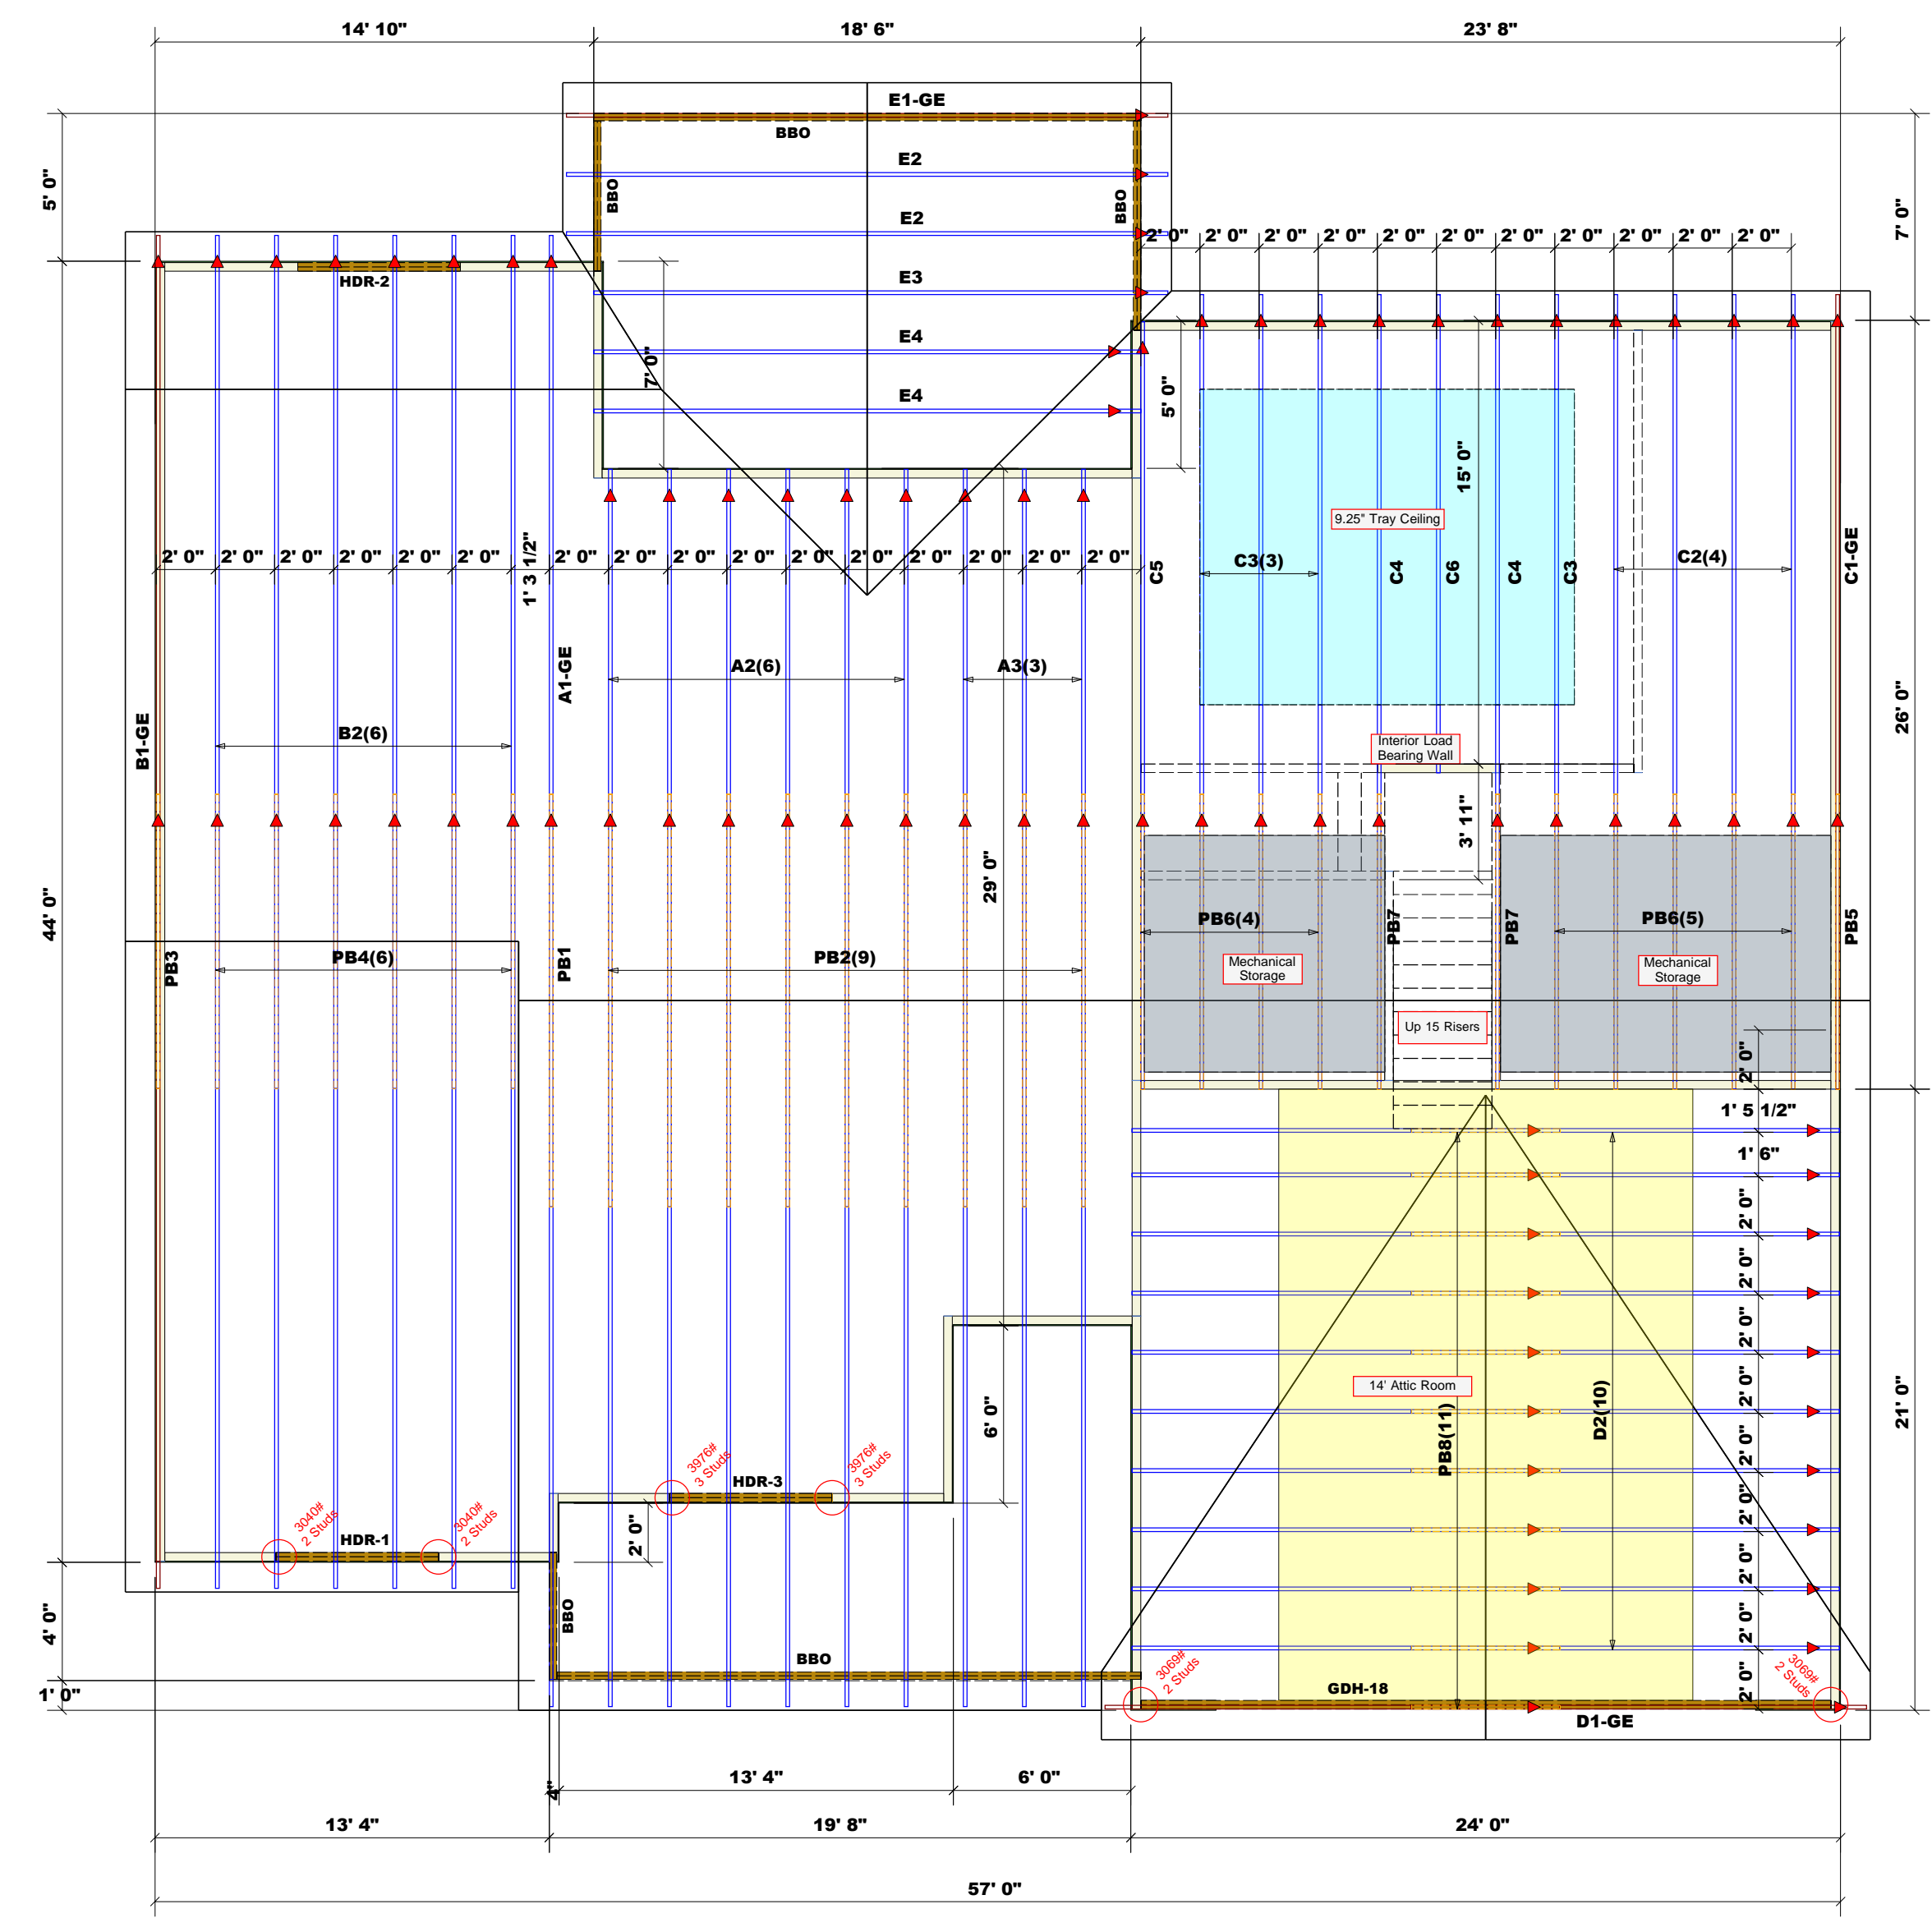 14' 10"
18' 6"
23' 8"
E1-GE
BBO
E2
BBO
BBO
E2
5' 0"
7' 0"
2' 0"
2' 0"
2' 0"
2' 0"
2' 0"
2' 0"
2' 0"
2' 0"
2' 0"
2' 0"
2' 0"
HDR-2
E3
E4
7' 0"
E4
5' 0"
15' 0"
9.25" Tray Ceiling
2' 0"
2' 0"
2' 0"
2' 0"
2' 0"
2' 0"
1' 3 1/2"
2' 0"
2' 0"
2' 0"
2' 0"
2' 0"
2' 0"
2' 0"
2' 0"
2' 0"
2' 0"
C5
C3(3)
C4
C6
C4
C3
C2(4)
C1-GE
A1-GE
A2(6)
A3(3)
26' 0"
B1-GE
B2(6)
Interior Load
Bearing Wall
3' 11"
44' 0"
29' 0"
PB6(4)
PB7
PB7
PB6(5)
PB5
PB3
PB4(6)
PB1
PB2(9)
Mechanical
Storage
Mechanical
Storage
Up 15 Risers
2' 0"
1' 5 1/2"
1' 6"
2' 0"
2' 0"
2' 0"
2' 0"
2' 0"
2' 0"
2' 0"
2' 0"
2' 0"
14' Attic Room
PB8(11)
D2(10)
21' 0"
6' 0"
3976#
3 Studs
HDR-3
3976#
3 Studs
3040#
2 Studs
HDR-1
3040#
2 Studs
2' 0"
4' 0"
BBO
BBO
1' 0"
3069#
2 Studs
GDH-18
3069#
2 Studs
D1-GE
4"
13' 4"
6' 0"
13' 4"
19' 8"
24' 0"
57' 0"